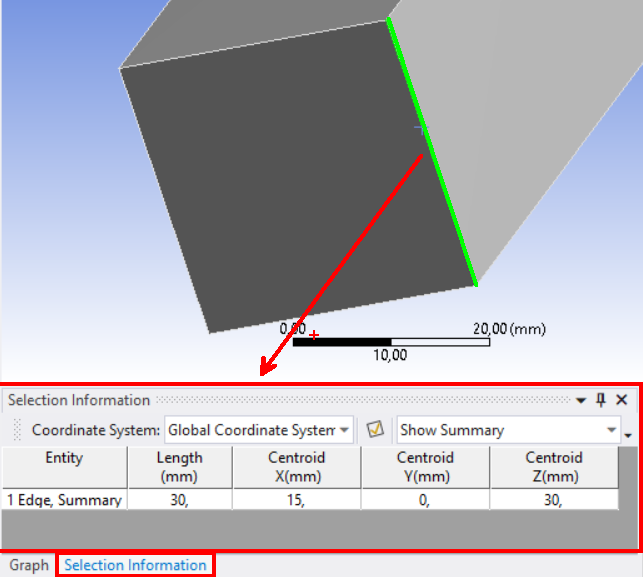 0,00 20,00 (mm)
10,00
Selection Information
Coordinate System: Global Coordinate System Show Summary
Entity Length (mm) Centroid X(mm) Centroid Y(mm) Centroid Z(mm)
1 Edge, Summary 30, 15, 0, 30,
Graph Selection Information